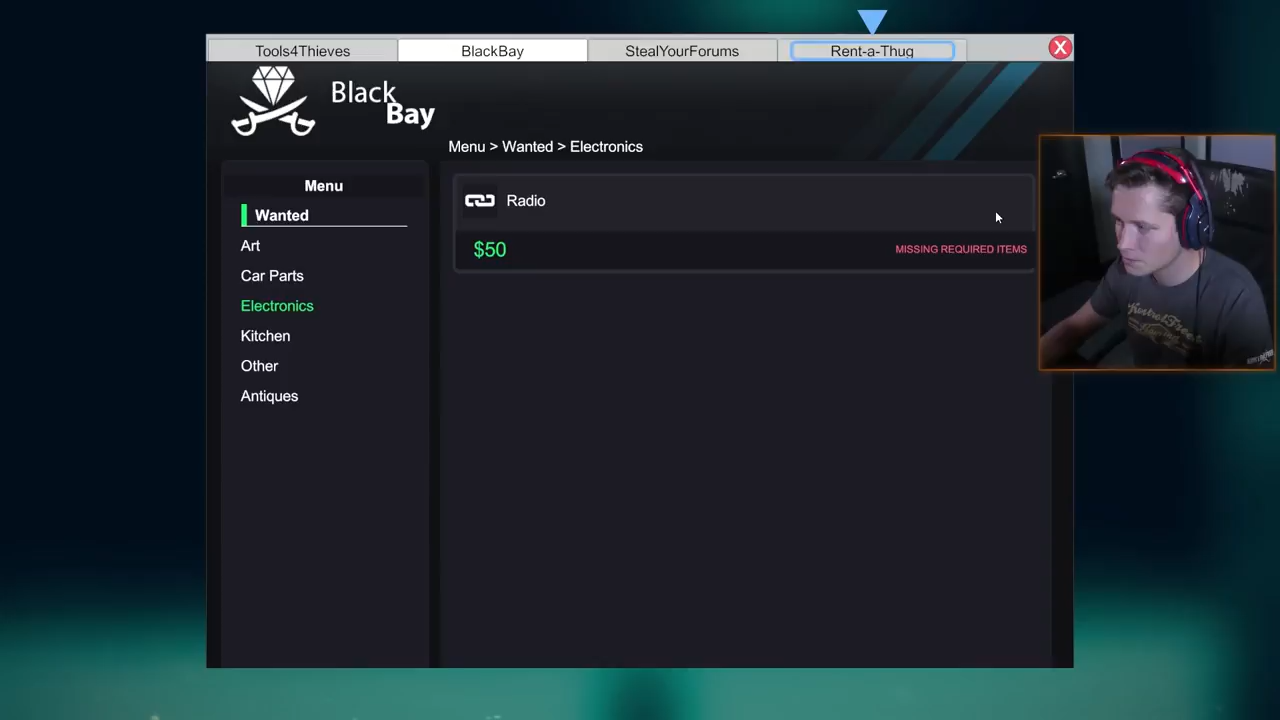 Tools4Thieves
BlackBay
StealYourForums
Rent-a-Thug
X
Black
Bay
Menu > Wanted > Electronics
Menu
Wanted
Art
Car Parts
Electronics
Kitchen
Other
Antiques
Radio
$50
MISSING REQUIRED ITEMS